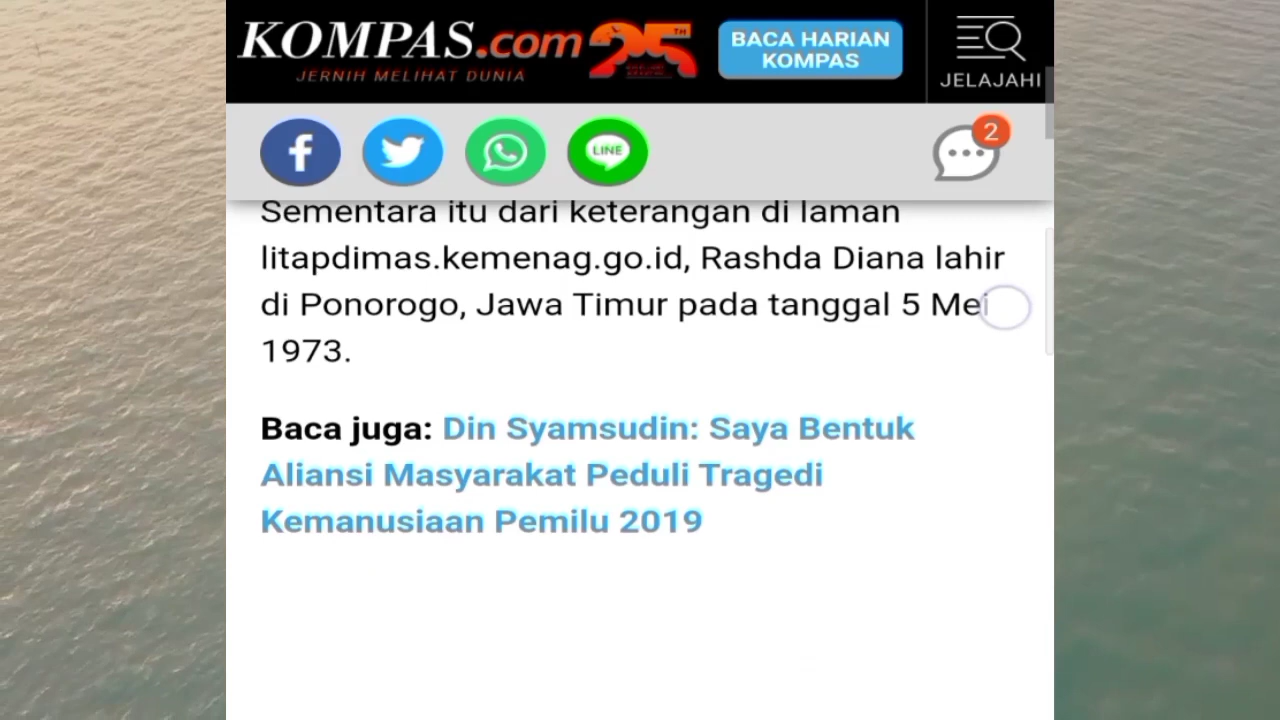 KOMPAS.com 25TH
JERNIH MELIHAT DUNIA
BACA HARIAN
KOMPAS
JELAJAHI
LINE
2
Sementara itu dari keterangan di laman
litapdimas.kemenag.go.id, Rashda Diana lahir
di Ponorogo, Jawa Timur pada tanggal 5 Mei
1973.
Baca juga: Din Syamsudin: Saya Bentuk
Aliansi Masyarakat Peduli Tragedi
Kemanusiaan Pemilu 2019